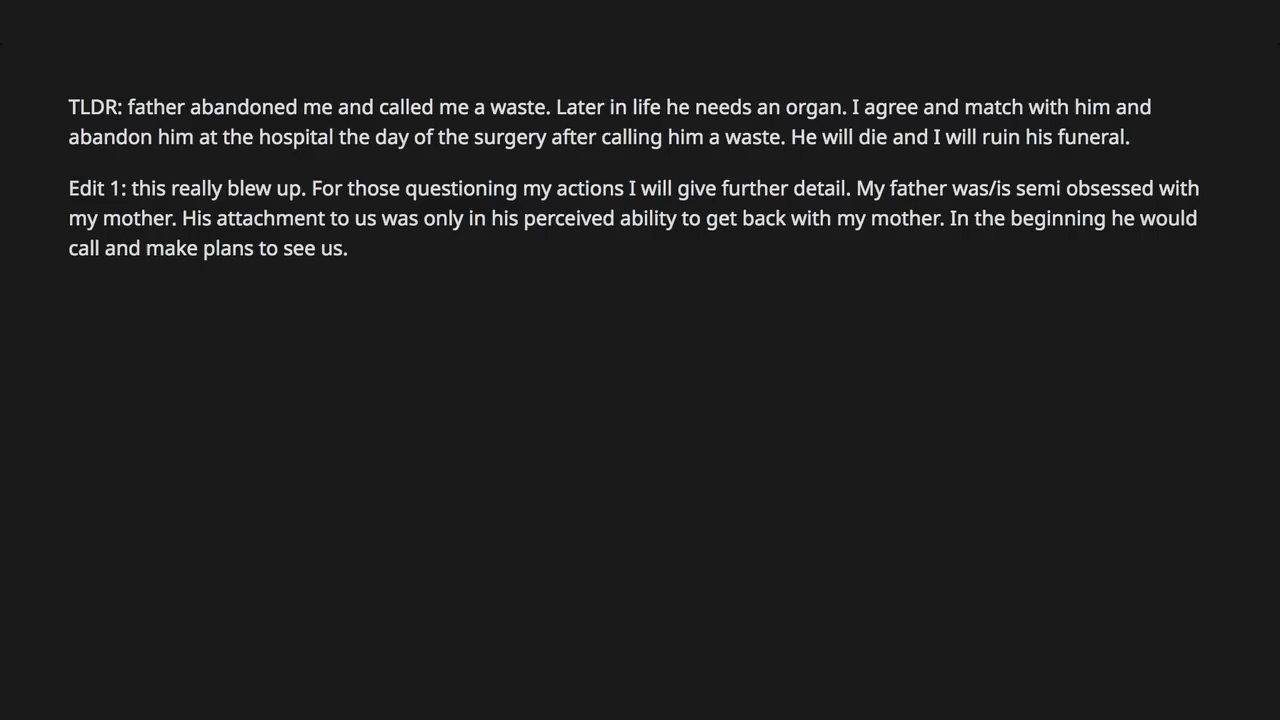 TLDR: father abandoned me and called me a waste. Later in life he needs an organ. I agree and match with him and
abandon him at the hospital the day of the surgery after calling him a waste. He will die and I will ruin his funeral.
Edit 1: this really blew up. For those questioning my actions I will give further detail. My father was/is semi obsessed with
my mother. His attachment to us was only in his perceived ability to get back with my mother. In the beginning he would
call and make plans to see us.